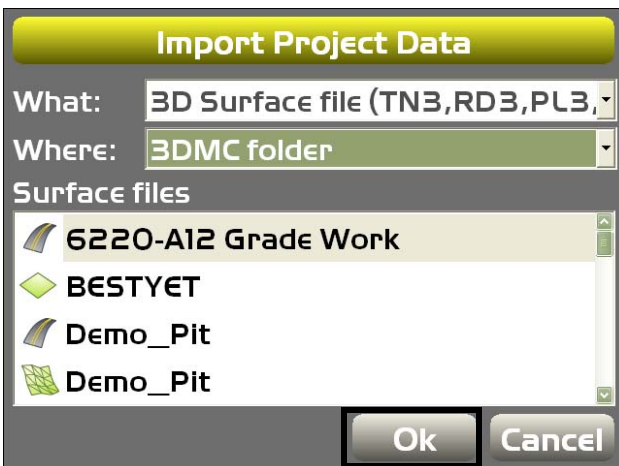 Import Project Data
What: 3D Surface file (TN3,RD3,PL3,
Where: 3DMC folder
Surface files
6220-A12 Grade Work
BESTYET
Demo_Pit
Demo_Pit
Ok Cancel